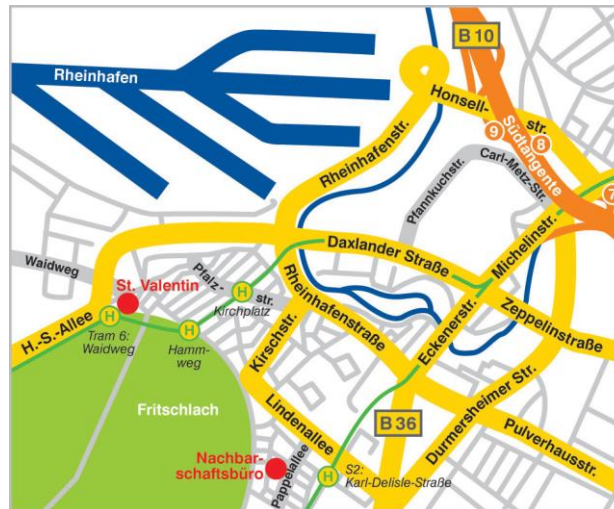 B 10
Rheinhafen
Honsell-
str.
9
8
Südtangente
7
Rheinhafenstr.
Carl-Metz-Str.
Pfannkuchstr.
Michelinstr.
Daxlander Straße
Waidweg
Pfalz-
str.
St. Valentin
H
Kirchplatz
Rheinhafenstraße
Zeppelinstraße
H.-S.-Allee
H
Tram 6:
Waidweg
H
Hamm-
weg
Kirschstr.
Eckenerstr.
Fritschlach
Lindenallee
B 36
Durmersheimer Str.
Pulverhausstr.
Nachbar-
schaftsbüro
Pappelallee
H
S2:
Karl-Delisle-Straße